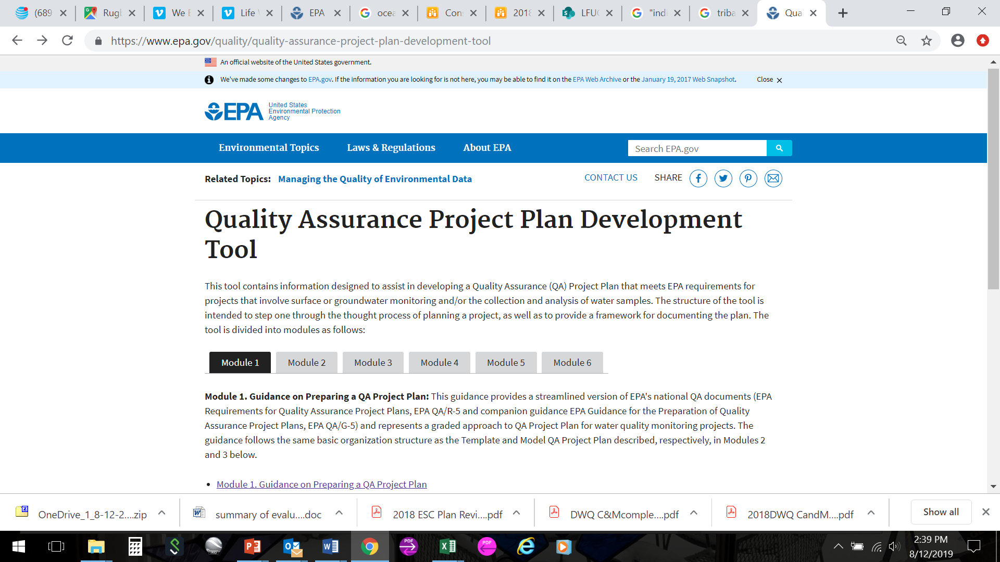 (689
Rugl
We E
Life
EPA
ocea
Cons
2018
LFUC
"indi
triba
Qua
https://www.epa.gov/quality/quality-assurance-project-plan-development-tool
An official website of the United States government.
We've made some changes to EPA.gov. If the information you are looking for is not here, you may be able to find it on the EPA Web Archive or the January 19, 2017 Web Snapshot.
Close
EPA
United States
Environmental Protection
Agency
Environmental Topics
Laws & Regulations
About EPA
Search EPA.gov
Related Topics: Managing the Quality of Environmental Data
CONTACT US
SHARE
Quality Assurance Project Plan Development
Tool
This tool contains information designed to assist in developing a Quality Assurance (QA) Project Plan that meets EPA requirements for
projects that involve surface or groundwater monitoring and/or the collection and analysis of water samples. The structure of the tool is
intended to step one through the thought process of planning a project, as well as to provide a framework for documenting the plan. The
tool is divided into modules as follows:
Module 1
Module 2
Module 3
Module 4
Module 5
Module 6
Module 1. Guidance on Preparing a QA Project Plan: This guidance provides a streamlined version of EPA's national QA documents (EPA
Requirements for Quality Assurance Project Plans, EPA QA/R-5 and companion guidance EPA Guidance for the Preparation of Quality
Assurance Project Plans, EPA QA/G-5) and represents a graded approach to QA Project Plan for water quality monitoring projects. The
guidance follows the same basic organization structure as the Template and Model QA Project Plan described, respectively, in Modules 2
and 3 below.
• Module 1. Guidance on Preparing a QA Project Plan
OneDrive_1_8-12-2....zip
summary of evalu....doc
2018 ESC Plan Revi....pdf
DWQ C&Mcomple....pdf
2018DWQ CandM....pdf
Show all
2:39 PM
8/12/2019